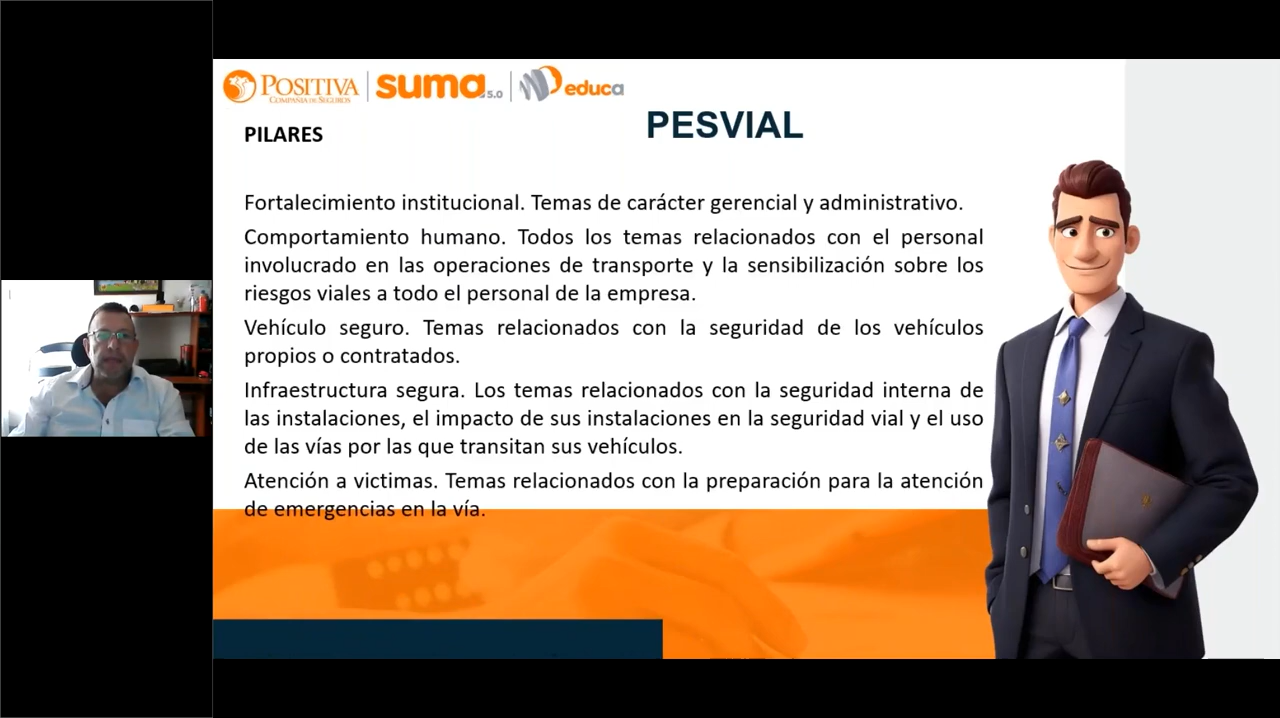 POSITIVA
COMPAÑIA DE SEGUROS
suma 5.0
educa
PESVIAL
PILARES
Fortalecimiento institucional. Temas de carácter gerencial y administrativo.
Comportamiento humano. Todos los temas relacionados con el personal
involucrado en las operaciones de transporte y la sensibilización sobre los
riesgos viales a todo el personal de la empresa.
Vehículo seguro. Temas relacionados con la seguridad de los vehículos
propios o contratados.
Infraestructura segura. Los temas relacionados con la seguridad interna de
las instalaciones, el impacto de sus instalaciones en la seguridad vial y el uso
de las vías por las que transitan sus vehículos.
Atención a victimas. Temas relacionados con la preparación para la atención
de emergencias en la vía.